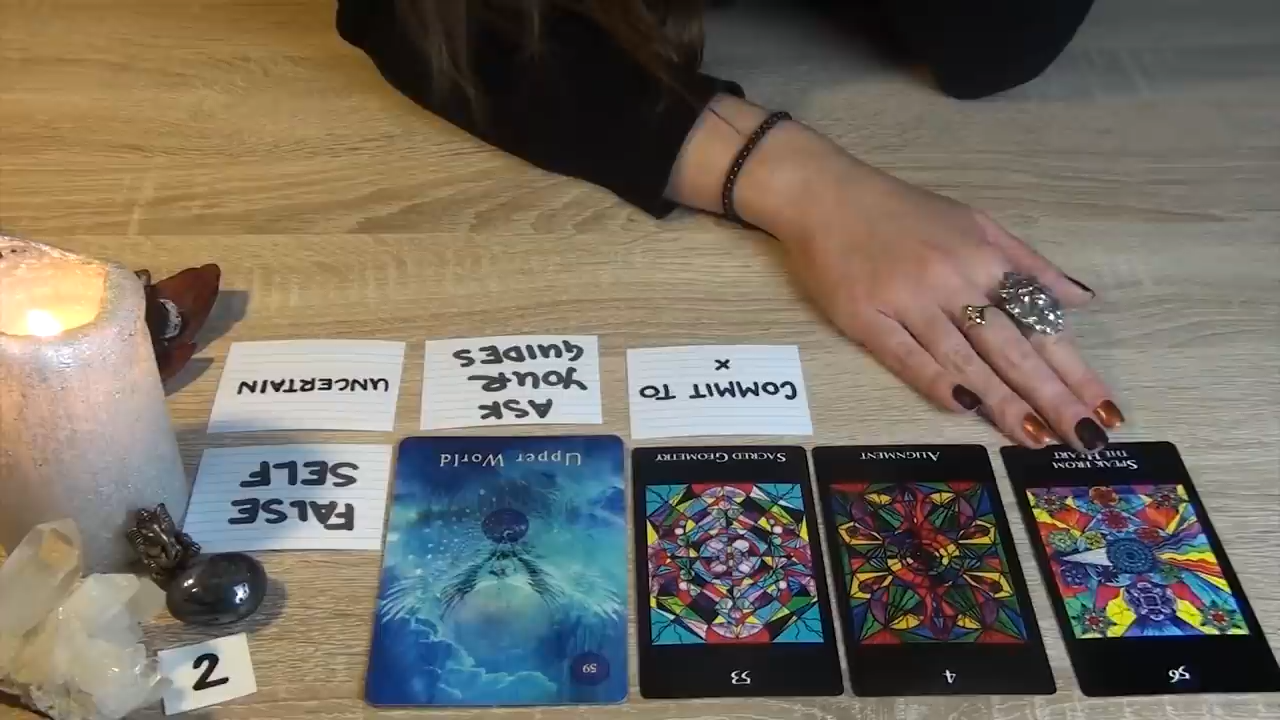 UNCERTAIN
ASK
YOUR
GUIDES
COMMIT TO
X
FALSE
SELF
Upper World
59
SACRED GEOMETRY
53
ALIGNMENT
4
SPEAK FROM
THE HEART
56
2